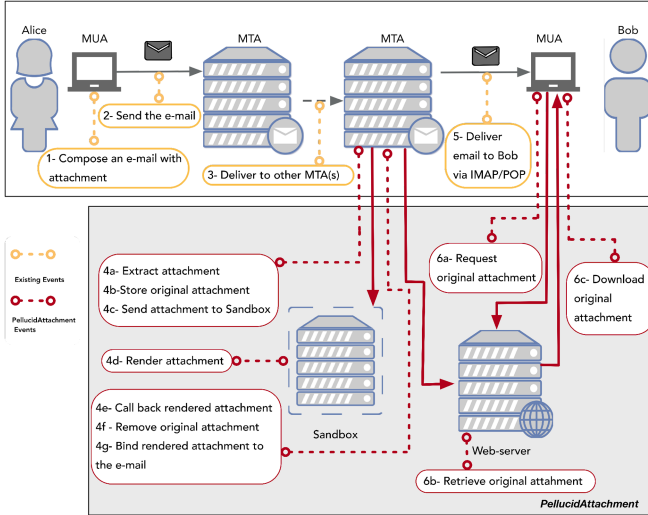 Alice
MUA
MTA
MTA
MUA
Bob
2- Send the e-mail
1- Compose an e-mail with
attachment
3- Deliver to other MTA(s)
5- Deliver
email to Bob
via IMAP/POP
Existing Events
PellucidAttachment
Events
4a- Extract attachment
4b-Store original attachment
4c- Send attachment to Sandbox
6a- Request
original attachment
6c- Download
original
attachment
4d- Render attachment
4e- Call back rendered attachment
4f - Remove original attachment
4g- Bind rendered attachment to
the e-mail
Sandbox
Web-server
6b- Retrieve original attahment
PellucidAttachment